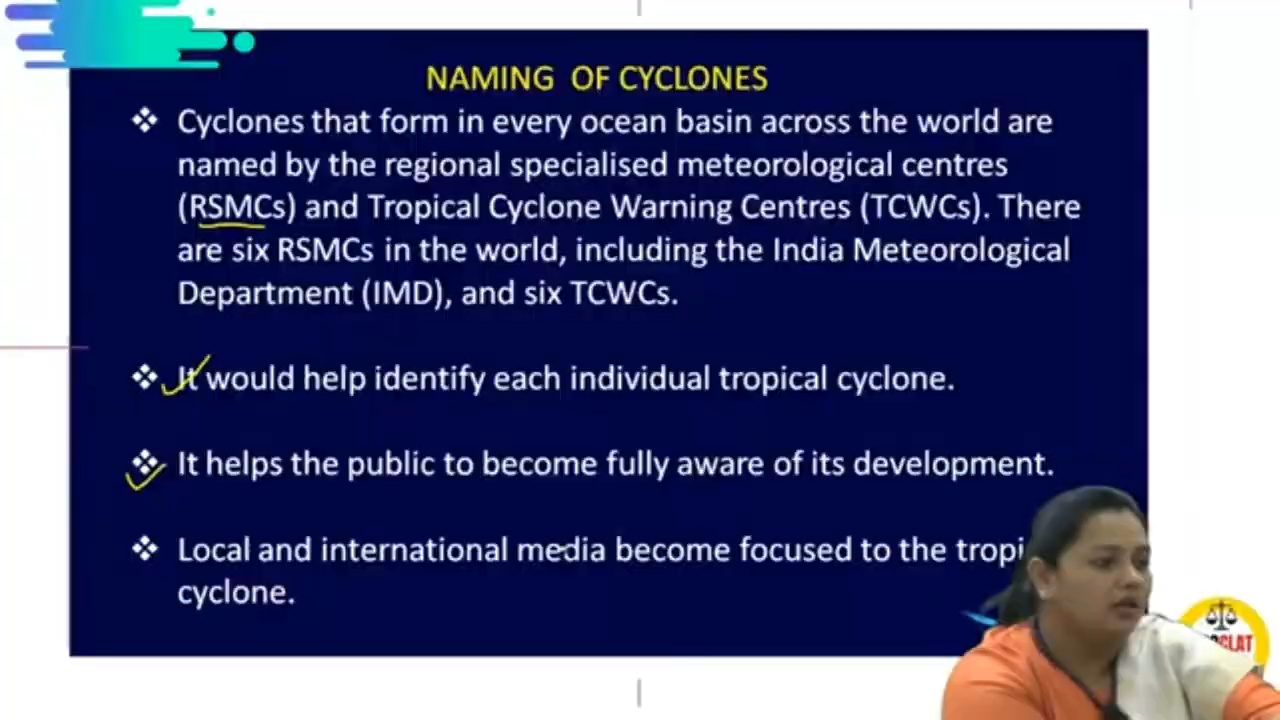 NAMING OF CYCLONES
❖ Cyclones that form in every ocean basin across the world are
named by the regional specialised meteorological centres
(RSMCs) and Tropical Cyclone Warning Centres (TCWCs). There
are six RSMCs in the world, including the India Meteorological
Department (IMD), and six TCWCs.
❖ It would help identify each individual tropical cyclone.
❖ It helps the public to become fully aware of its development.
❖ Local and international media become focused to the tropi
cyclone.
CLAT